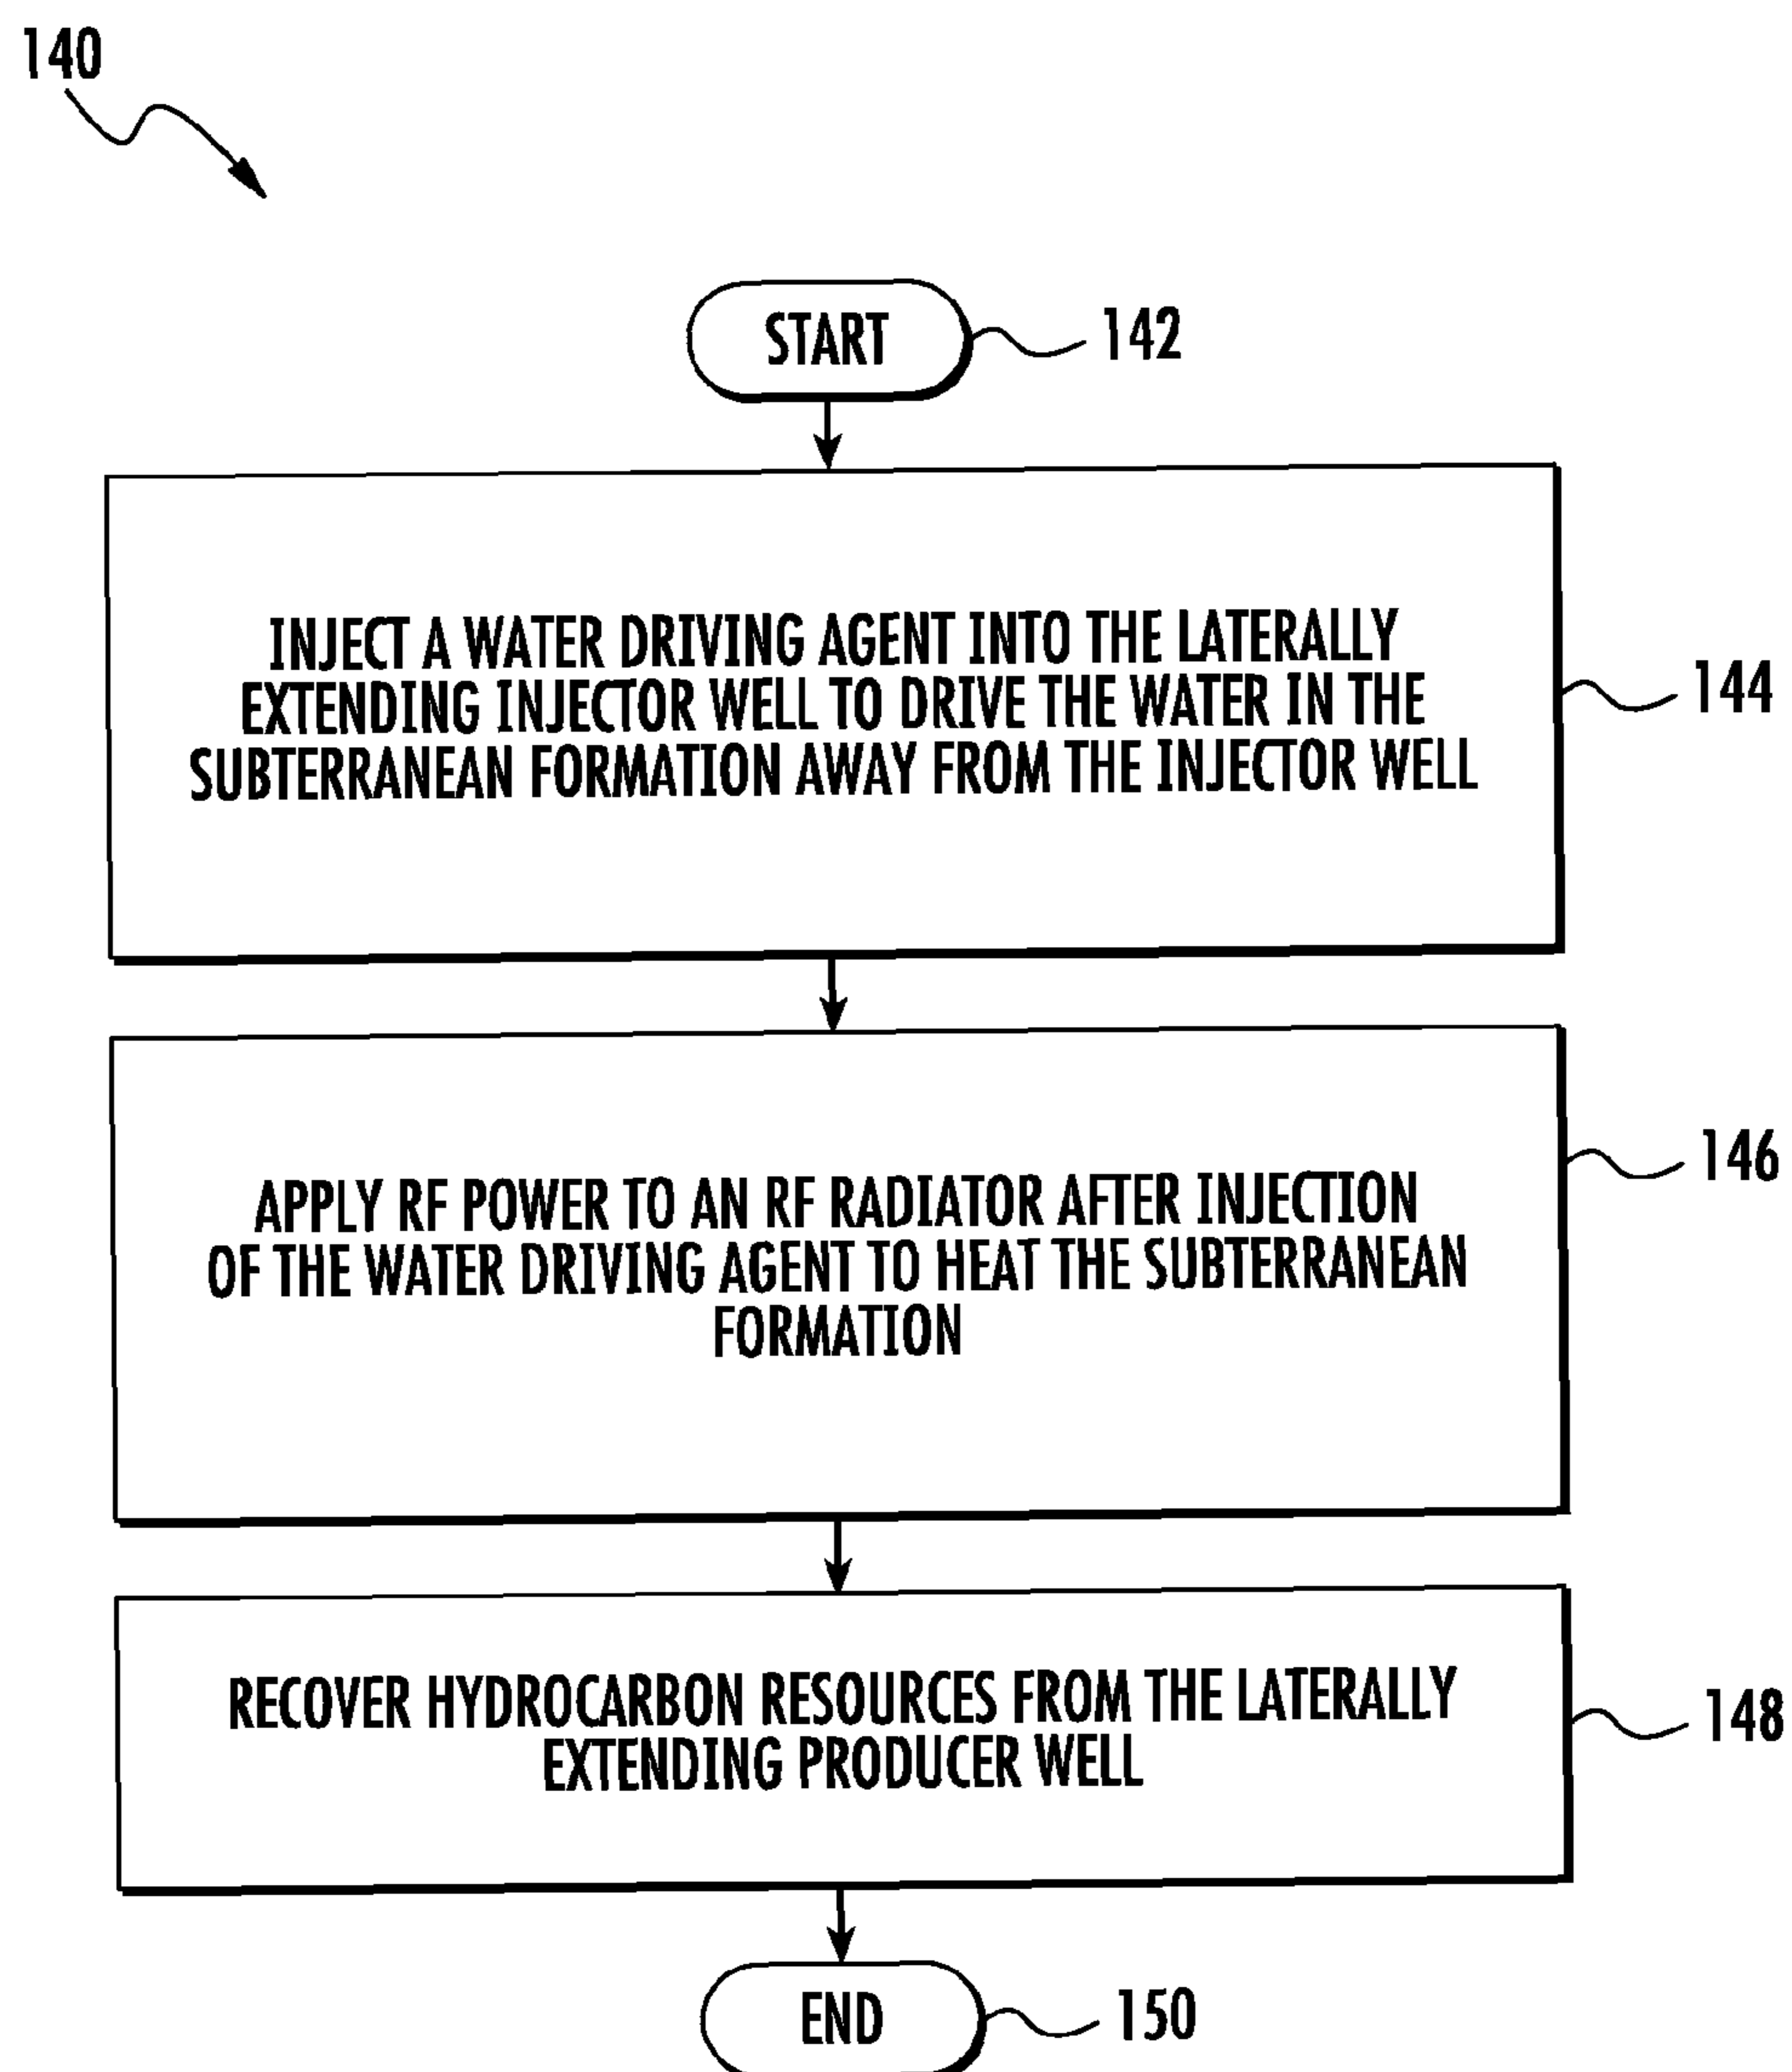 140
START
142
INJECT A WATER DRIVING AGENT INTO THE LATERALLY
EXTENDING INJECTOR WELL TO DRIVE THE WATER IN THE
SUBTERRANEAN FORMATION AWAY FROM THE INJECTOR WELL
144
APPLY RF POWER TO AN RF RADIATOR AFTER INJECTION
OF THE WATER DRIVING AGENT TO HEAT THE SUBTERRANEAN
FORMATION
146
RECOVER HYDROCARBON RESOURCES FROM THE LATERALLY
EXTENDING PRODUCER WELL
148
END
150